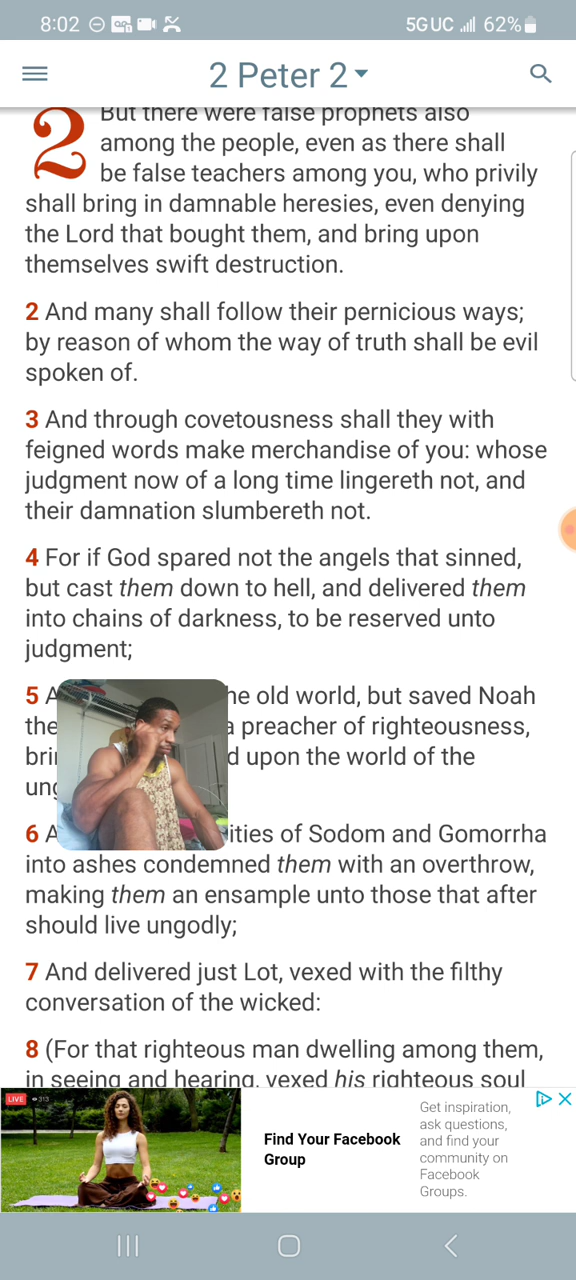 8:02
5G UC 62%
2 Peter 2
2 But there were false prophets also
among the people, even as there shall
be false teachers among you, who privily
shall bring in damnable heresies, even denying
the Lord that bought them, and bring upon
themselves swift destruction.
2 And many shall follow their pernicious ways;
by reason of whom the way of truth shall be evil
spoken of.
3 And through covetousness shall they with
feigned words make merchandise of you: whose
judgment now of a long time lingereth not, and
their damnation slumbereth not.
4 For if God spared not the angels that sinned,
but cast them down to hell, and delivered them
into chains of darkness, to be reserved unto
judgment;
5 he old world, but saved Noah
the a preacher of righteousness,
d upon the world of the
6 ities of Sodom and Gomorrha
into ashes condemned them with an overthrow,
making them an ensample unto those that after
should live ungodly;
7 And delivered just Lot, vexed with the filthy
conversation of the wicked:
8 (For that righteous man dwelling among them,
in seeing and hearing, vexed his righteous soul
LIVE 313
Find Your Facebook
Group
Get inspiration,
ask questions,
and find your
community on
Facebook
Groups.